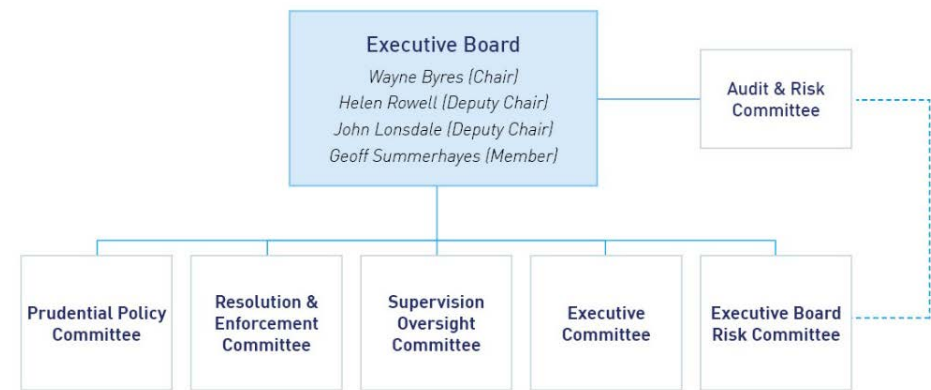 Executive Board
Wayne Byres (Chair)
Helen Rowell (Deputy Chair)
John Lonsdale (Deputy Chair)
Geoff Summerhayes (Member)
Audit & Risk
Committee
Prudential Policy
Committee
Resolution &
Enforcement
Committee
Supervision
Oversight
Committee
Executive
Committee
Executive Board
Risk Committee